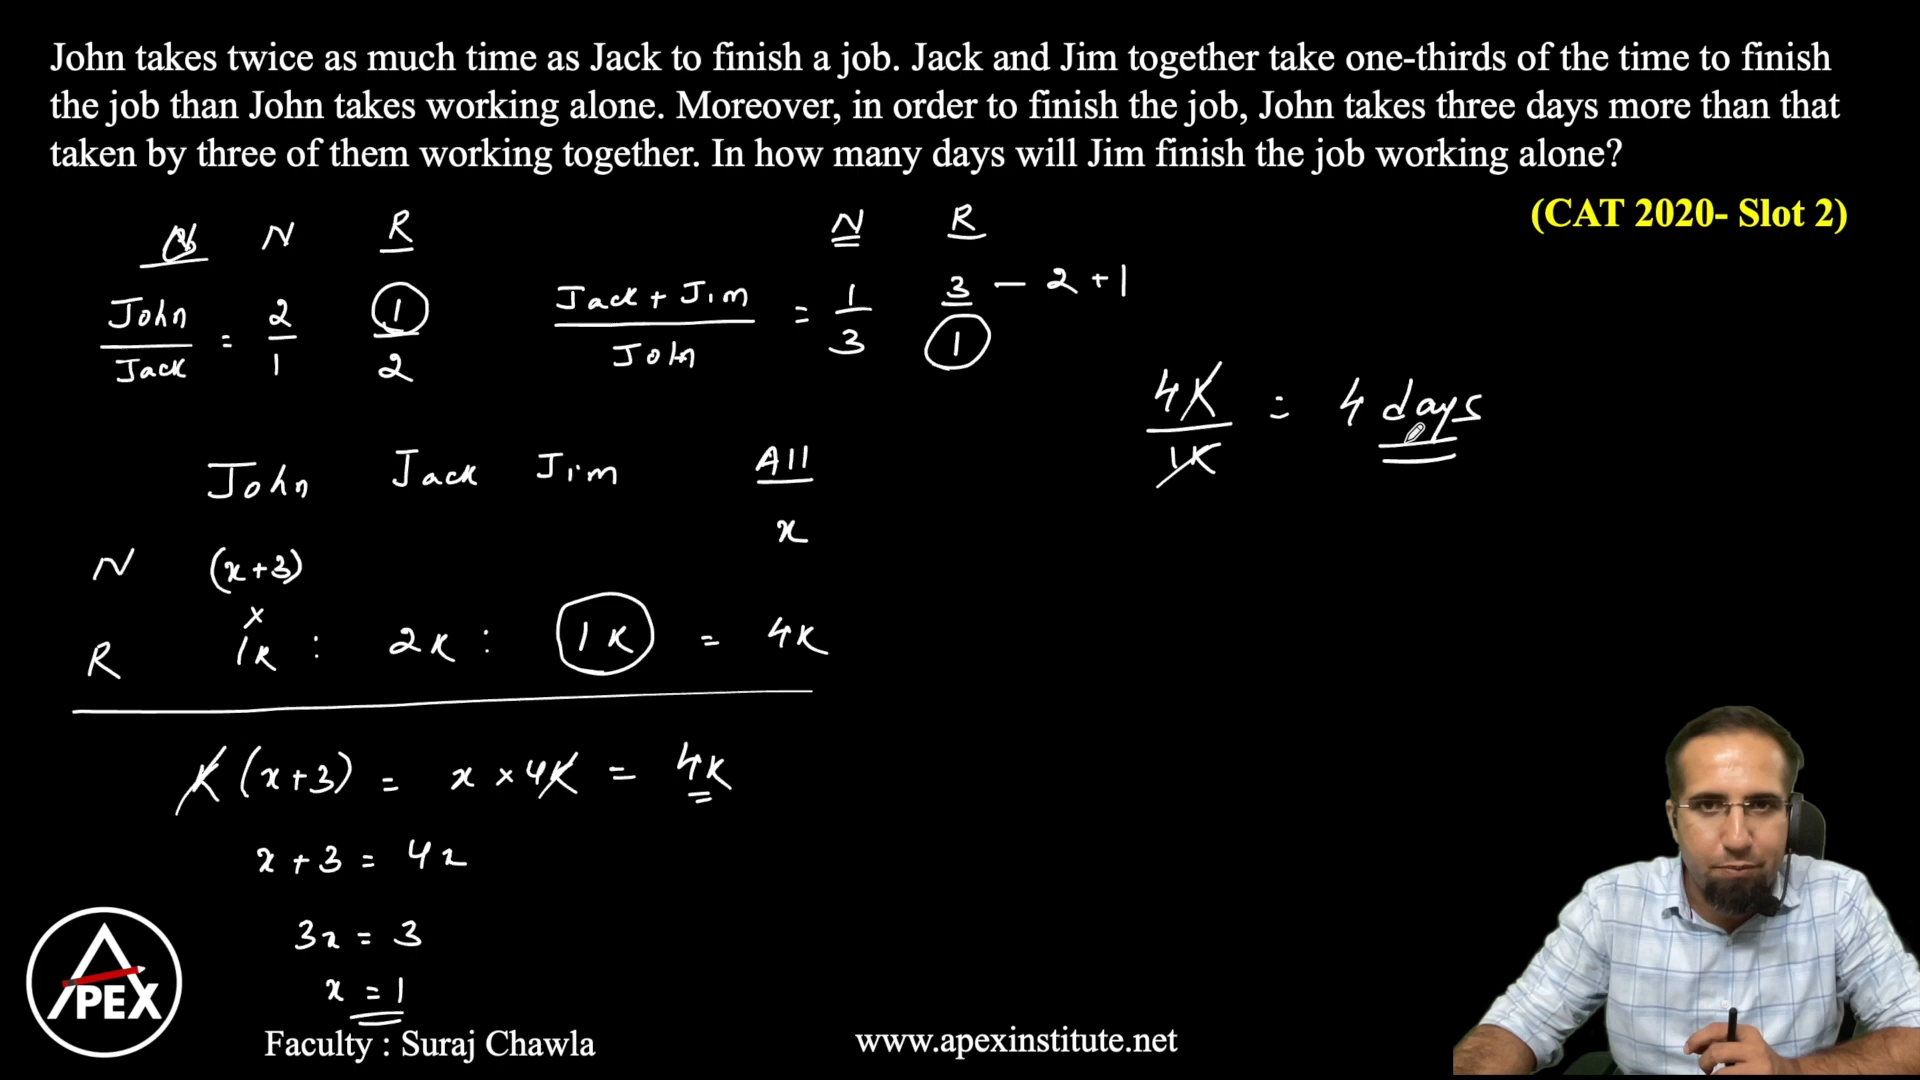 John takes twice as much time as Jack to finish a job. Jack and Jim together take one-thirds of the time to finish
the job than John takes working alone. Moreover, in order to finish the job, John takes three days more than that
taken by three of them working together. In how many days will Jim finish the job working alone?
(CAT 2020- Slot 2)
N R
John/Jack = 2/1 1/2
N R
Jack + Jim/John = 1/3 3/1 - 2 + 1
4K/1K = 4 days
John Jack Jim All
x
N (x+3)
x
R 1K : 2K : 1K = 4K
K(x+3) = x × 4K = 4K
x + 3 = 4x
3x = 3
x = 1
APEX
Faculty : Suraj Chawla
www.apexinstitute.net